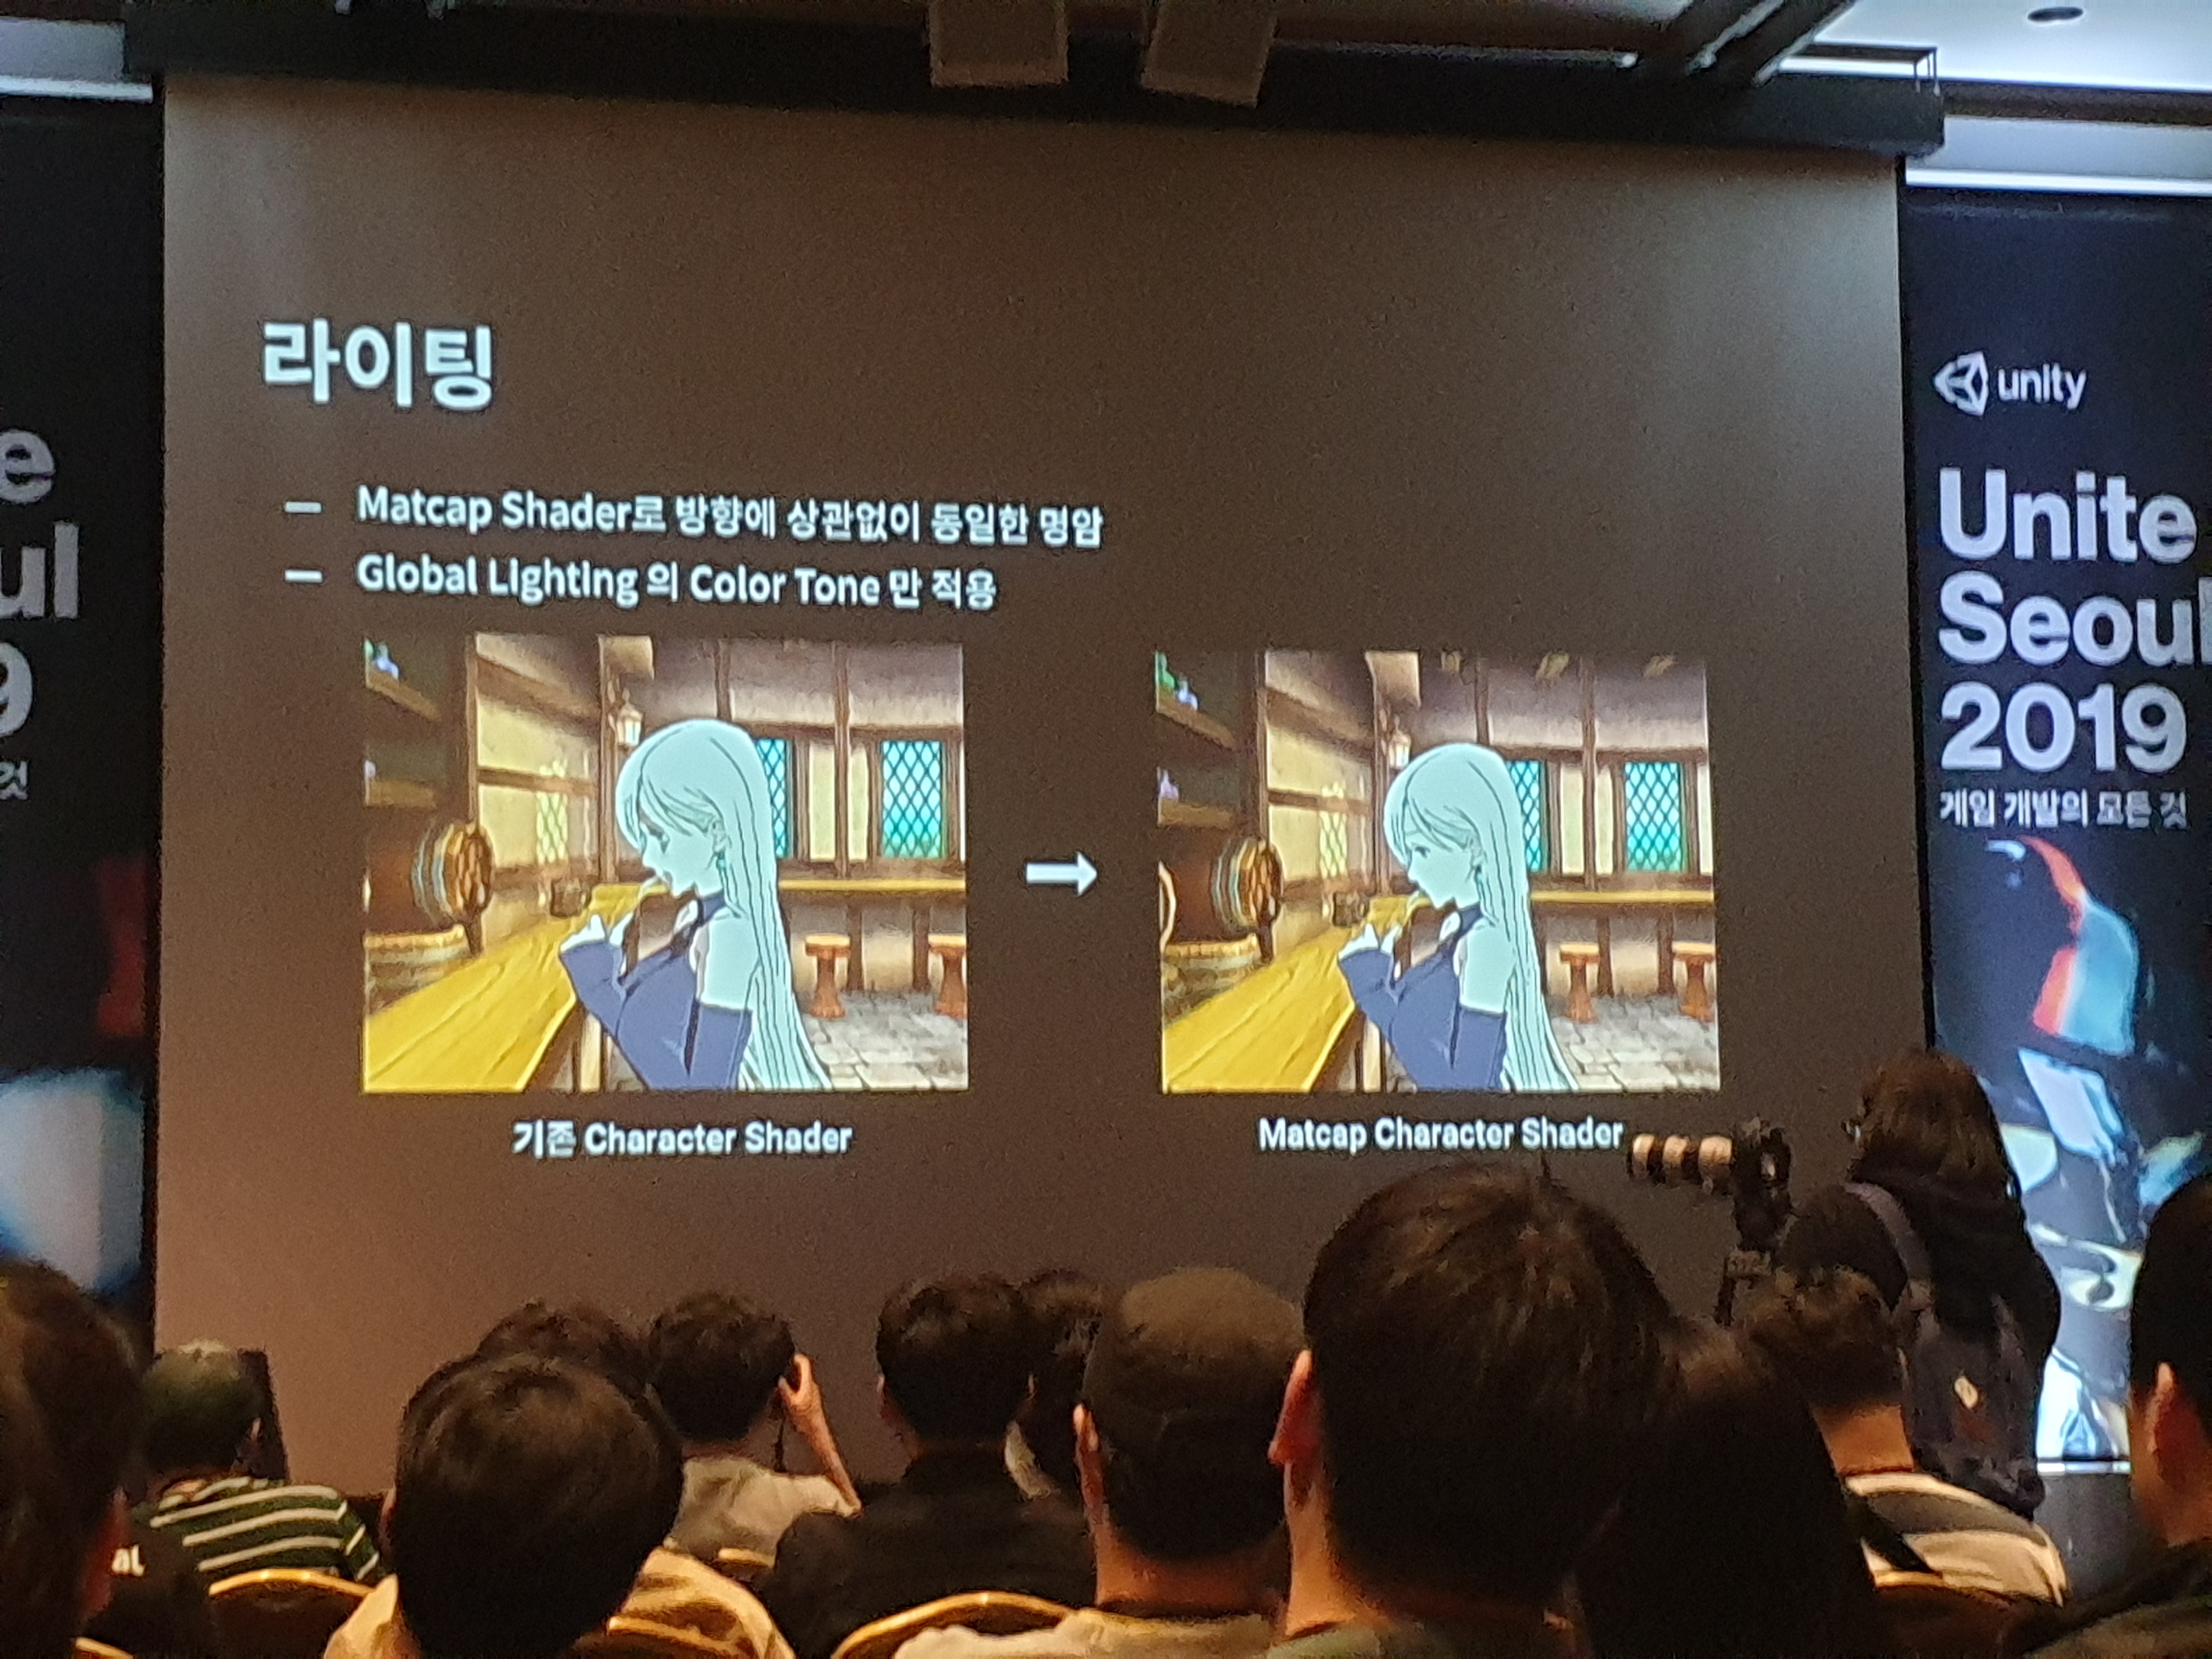 라이팅
— Matcap Shader로 방향에 상관없이 동일한 명암
— Global Lighting 의 Color Tone 만 적용
기존 Character Shader
Matcap Character Shader
unity
Unite
Seoul
2019
게임 개발의 모든 것
e
ul
9
것
al